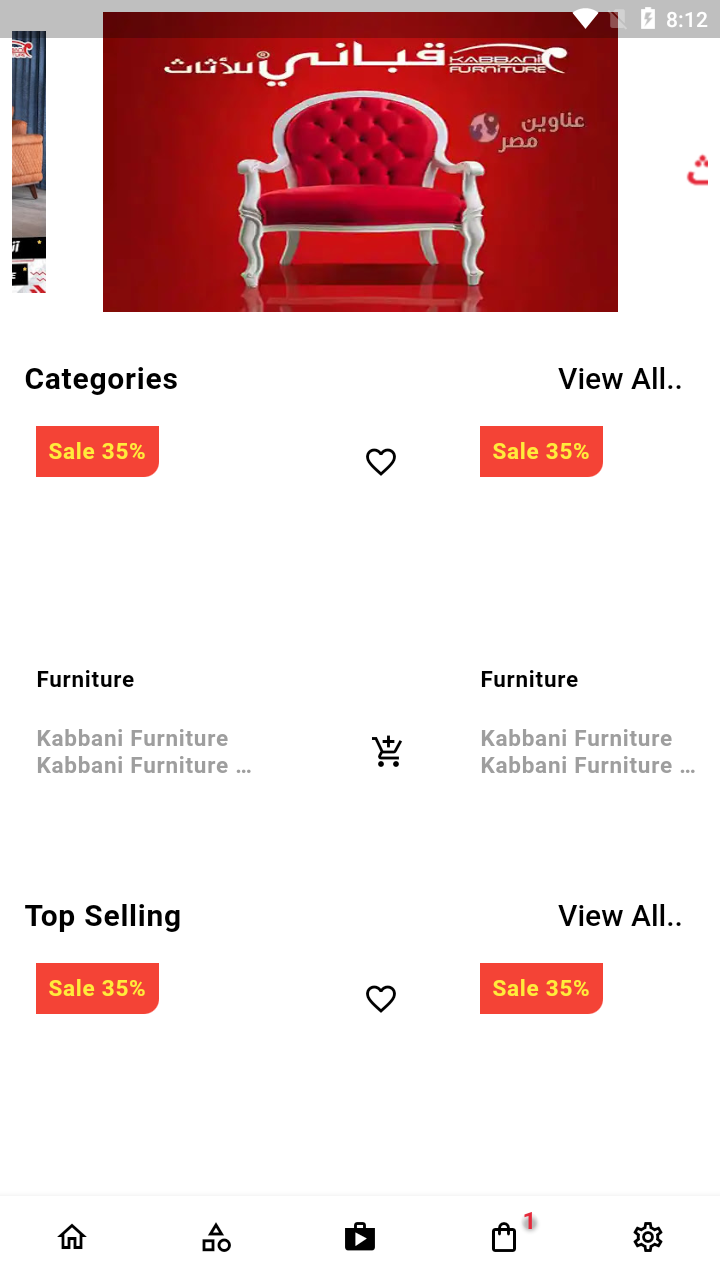 8:12
قباني للأثاث®
KABBANI
FURNITURE
عناوين
مصر
ث
Categories
View All..
Sale 35%
Sale 35%
Furniture
Furniture
Kabbani Furniture
Kabbani Furniture ...
Kabbani Furniture
Kabbani Furniture ...
Top Selling
View All..
Sale 35%
Sale 35%
1